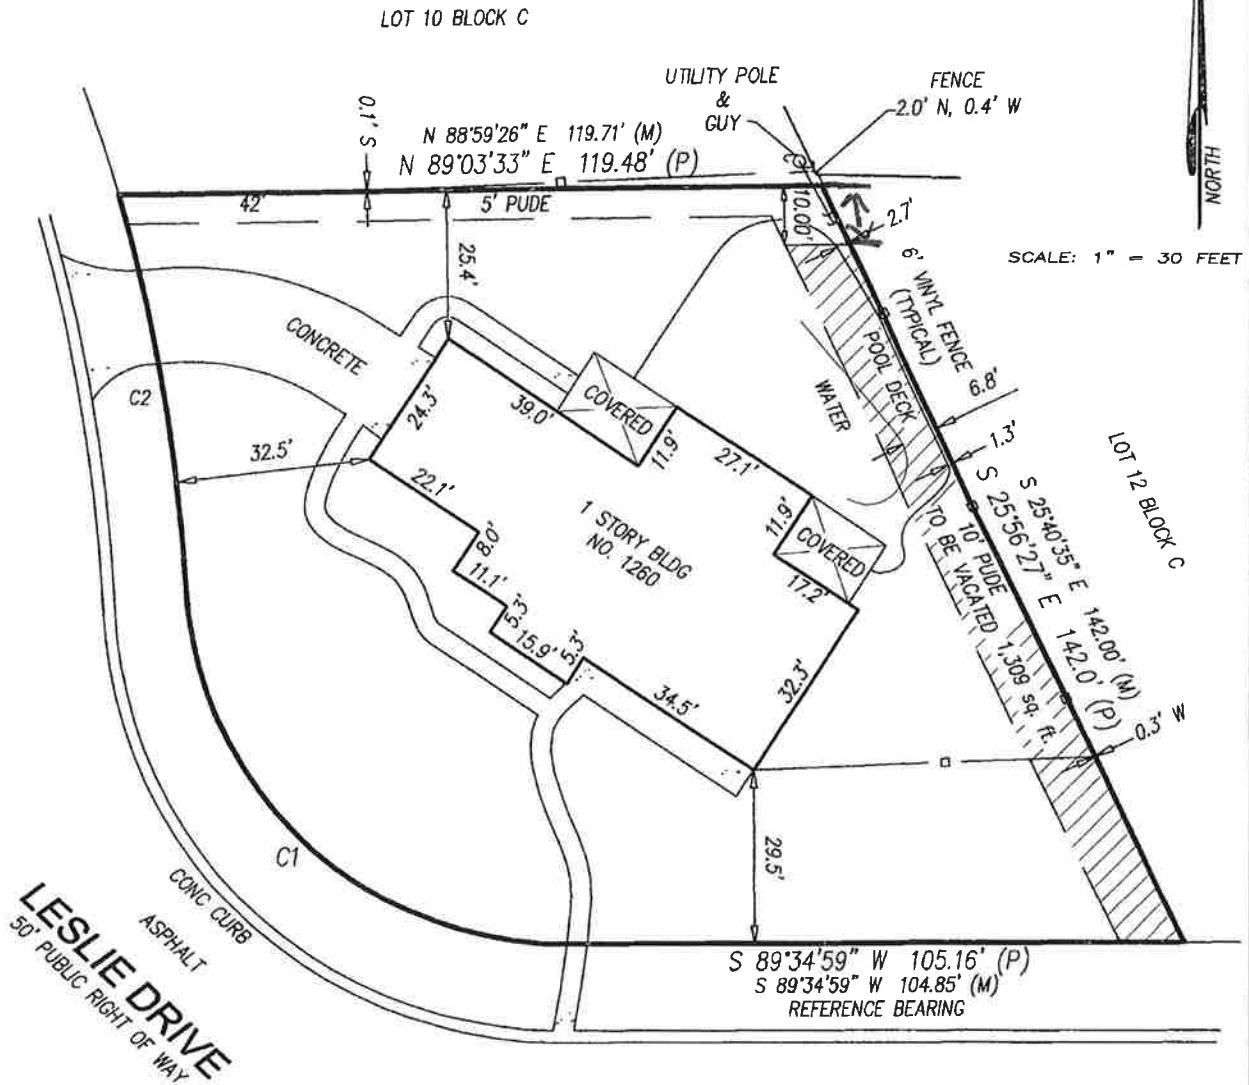 LOT 10 BLOCK C
UTILITY POLE
&
GUY
FENCE
2.0' N, 0.4' W
NORTH
SCALE: 1" = 30 FEET
0.1' S
N 88°59'26" E 119.71' (M)
N 89°03'33" E 119.48' (P)
42'
5' PUDE
10.00'
2.7'
6' VINYL FENCE
(TYPICAL)
25.4'
CONCRETE
POOL DECK
WATER
6.8'
1.3'
LOT 12 BLOCK C
C2
32.5'
24.3'
39.0'
COVERED
11.9'
27.1'
22.1'
8.0'
11.1'
5.3'
15.9'
5.3'
1 STORY BLDG
NO. 1260
11.9'
COVERED
17.2'
34.5'
32.3'
S 25°40'35" E 142.00' (M)
S 25°56'27" E 142.0' (P)
10' PUDE
TO BE VACATED 1,309 sq. ft.
0.3' W
29.5'
C1
CONC CURB
ASPHALT
LESLIE DRIVE
50' PUBLIC RIGHT OF WAY
S 89°34'59" W 105.16' (P)
S 89°34'59" W 104.85' (M)
REFERENCE BEARING